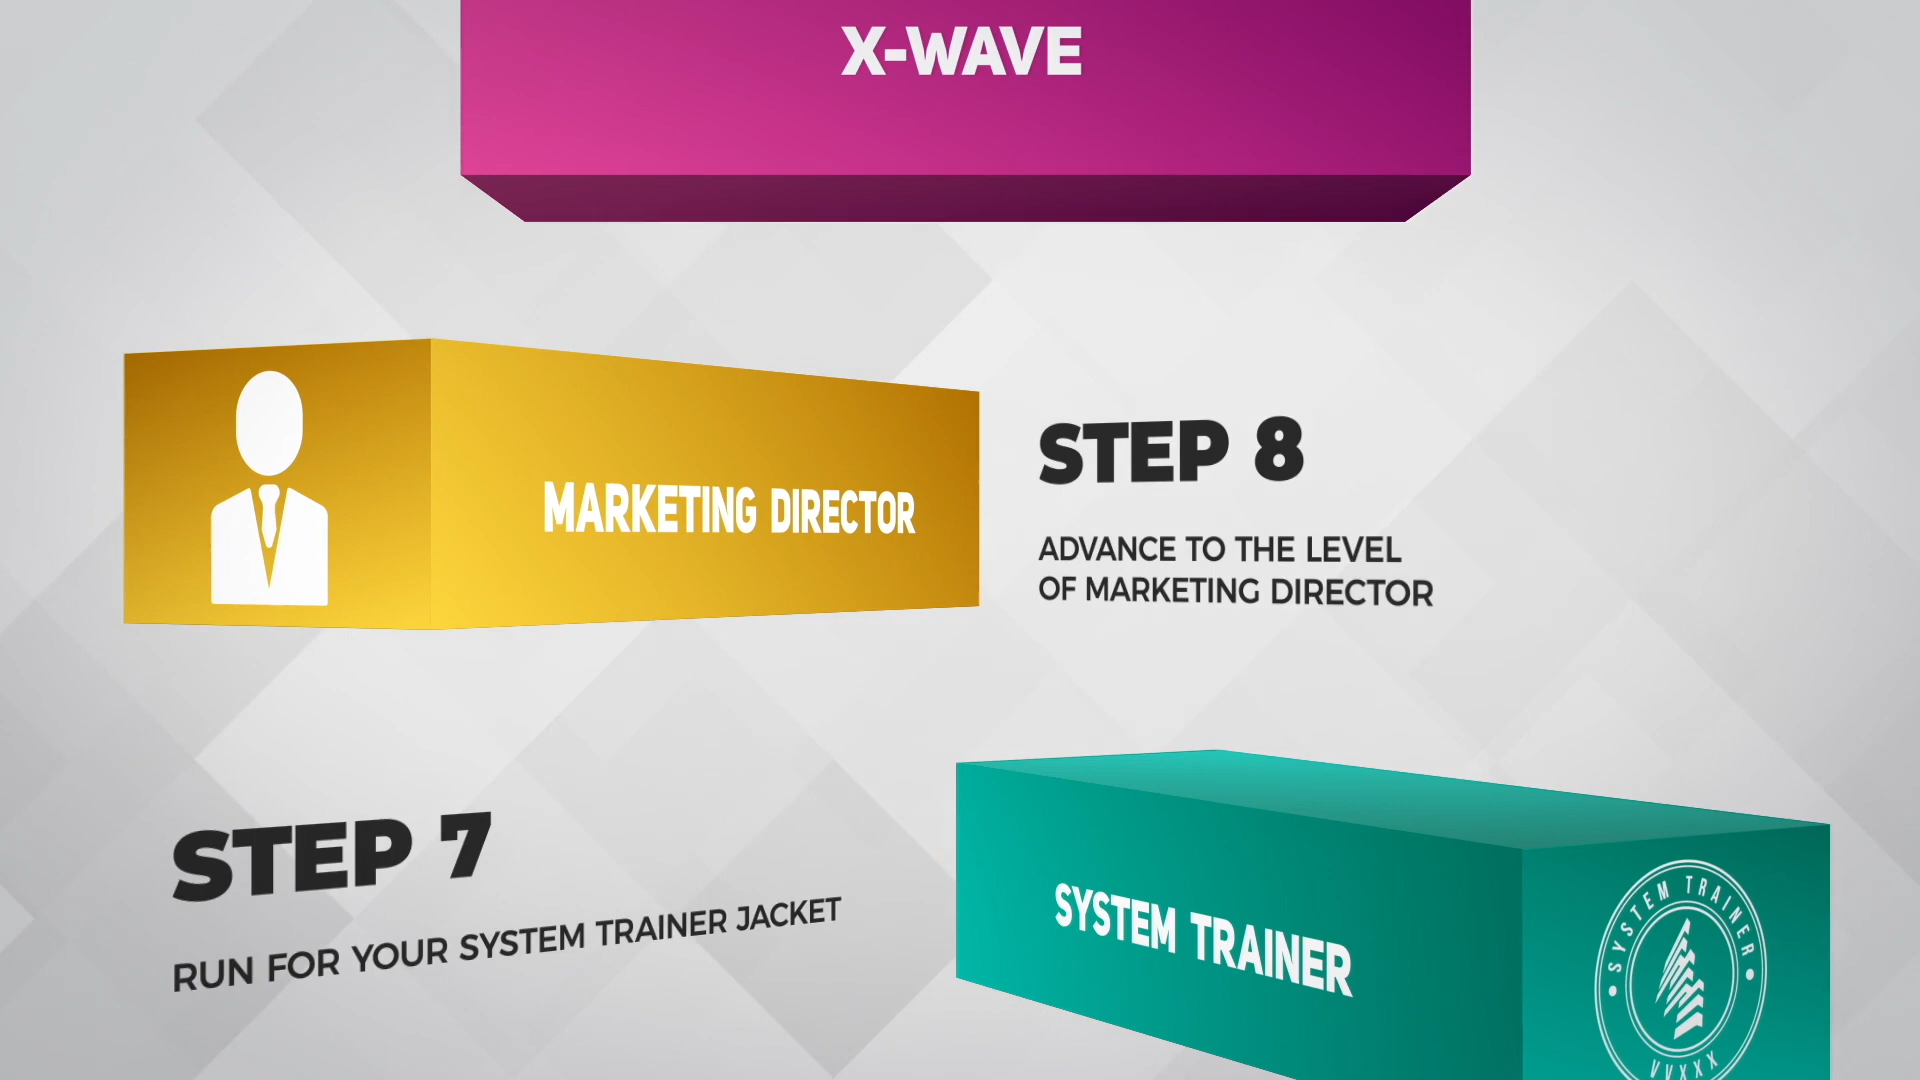 X-WAVE
MARKETING DIRECTOR
STEP 8
ADVANCE TO THE LEVEL
OF MARKETING DIRECTOR
STEP 7
RUN FOR YOUR SYSTEM TRAINER JACKET
SYSTEM TRAINER
SYSTEM TRAINER
VVXXX